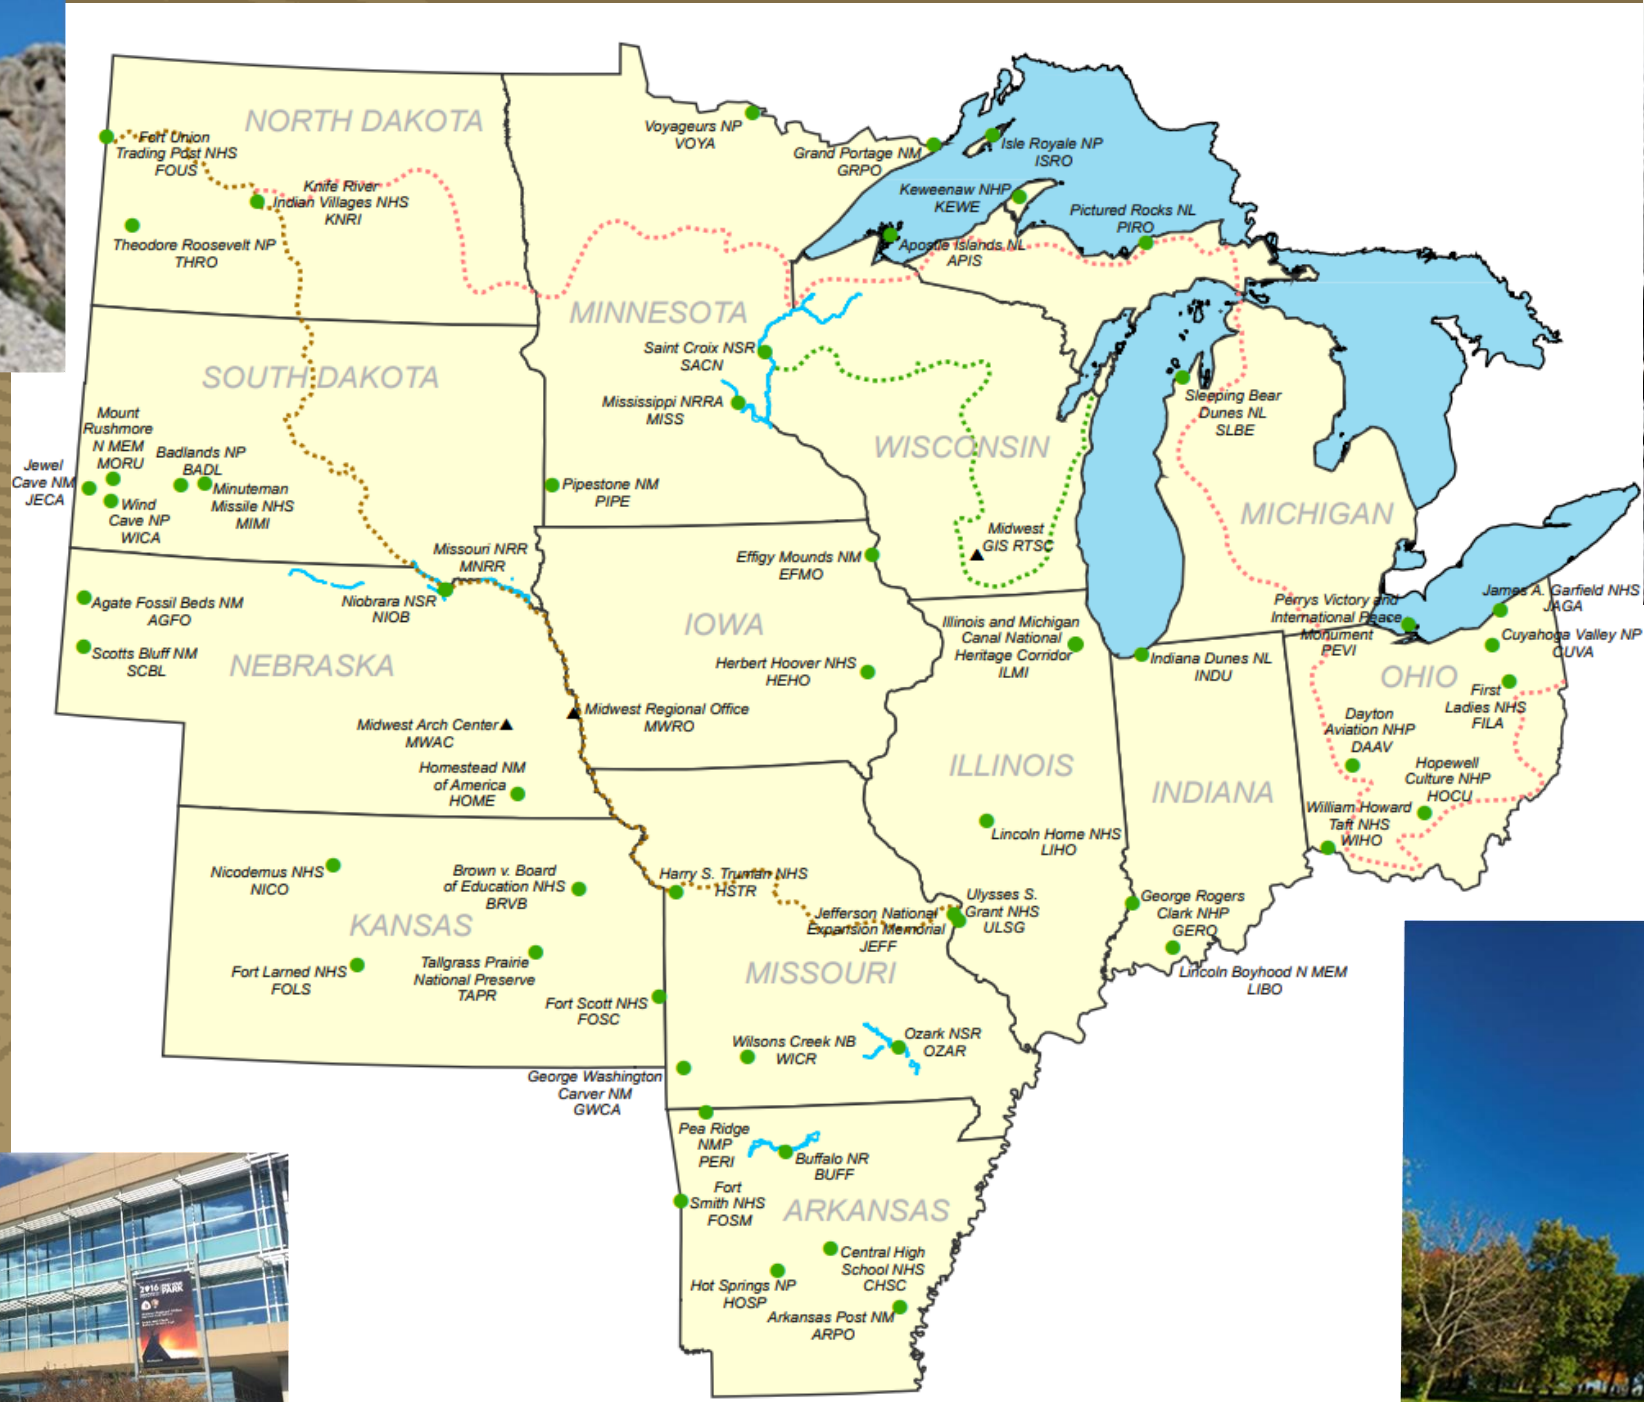 NORTH DAKOTA
Fort Union
Trading Post NHS
FOUS
Knife River
Indian Villages NHS
KNRI
Theodore Roosevelt NP
THRO
Voyageurs NP
VOYA
Grand Portage NM
GRPO
Isle Royale NP
ISRO
Keweenaw NHP
KEWE
Pictured Rocks NL
PIRO
Apostle Islands NL
APIS
MINNESOTA
Saint Croix NSR
SACN
Mississippi NRRA
MISS
Pipestone NM
PIPE
SOUTH DAKOTA
Mount
Rushmore
N MEM
MORU
Badlands NP
BADL
Jewel
Cave NM
JECA
Wind
Cave NP
WICA
Minuteman
Missile NHS
MIMI
WISCONSIN
Midwest
GIS RTSC
Sleeping Bear
Dunes NL
SLBE
MICHIGAN
Missouri NRR
MNRR
Niobrara NSR
NIOB
Agate Fossil Beds NM
AGFO
Scotts Bluff NM
SCBL
NEBRASKA
Midwest Arch Center
MWAC
Midwest Regional Office
MWRO
Homestead NM
of America
HOME
Effigy Mounds NM
EFMO
IOWA
Herbert Hoover NHS
HEHO
Illinois and Michigan
Canal National
Heritage Corridor
ILMI
Indiana Dunes NL
INDU
Perrys Victory and
International Peace
Monument
PEVI
James A. Garfield NHS
JAGA
Cuyahoga Valley NP
CUVA
OHIO
First
Ladies NHS
FILA
Dayton
Aviation NHP
DAAV
Hopewell
Culture NHP
HOCU
William Howard
Taft NHS
WIHO
ILLINOIS
Lincoln Home NHS
LIHO
INDIANA
George Rogers
Clark NHP
GERO
Lincoln Boyhood N MEM
LIBO
Nicodemus NHS
NICO
Brown v. Board
of Education NHS
BRVB
KANSAS
Fort Larned NHS
FOLS
Tallgrass Prairie
National Preserve
TAPR
Fort Scott NHS
FOSC
Harry S. Truman NHS
HSTR
Jefferson National
Expansion Memorial
JEFF
Ulysses S.
Grant NHS
ULSG
MISSOURI
Wilsons Creek NB
WICR
Ozark NSR
OZAR
George Washington
Carver NM
GWCA
Pea Ridge
NMP
PERI
Buffalo NR
BUFF
Fort
Smith NHS
FOSM
ARKANSAS
Central High
School NHS
CHSC
Hot Springs NP
HOSP
Arkansas Post NM
ARPO
2016
PARK